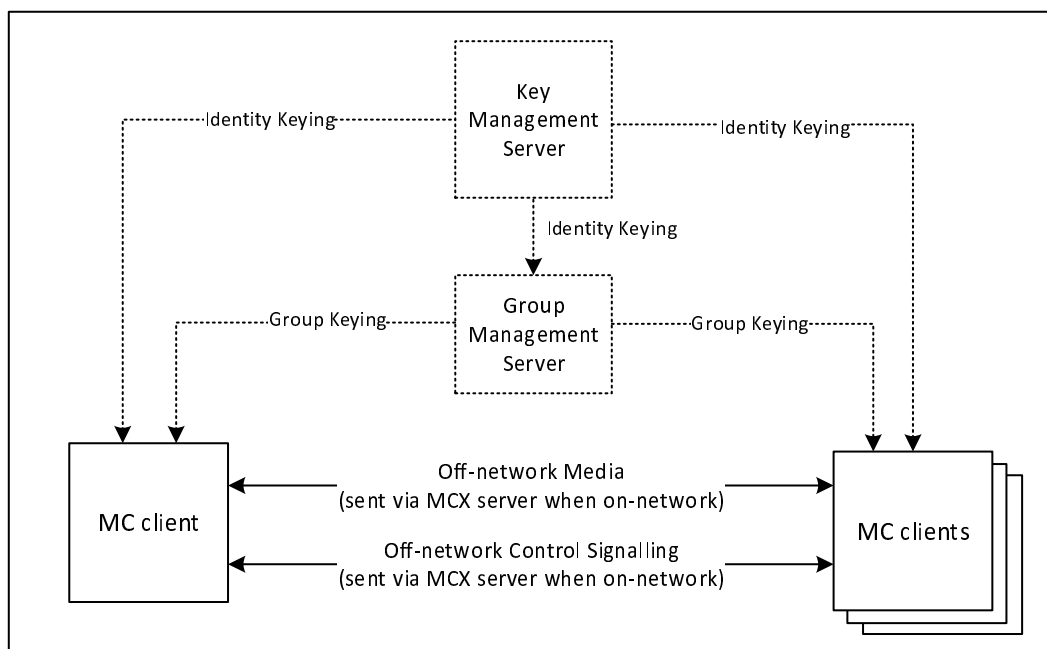 Key
Management
Server
Identity Keying
Identity Keying
Identity Keying
Group
Management
Server
Group Keying
Group Keying
MC client
Off-network Media
(sent via MCX server when on-network)
Off-network Control Signalling
(sent via MCX server when on-network)
MC clients